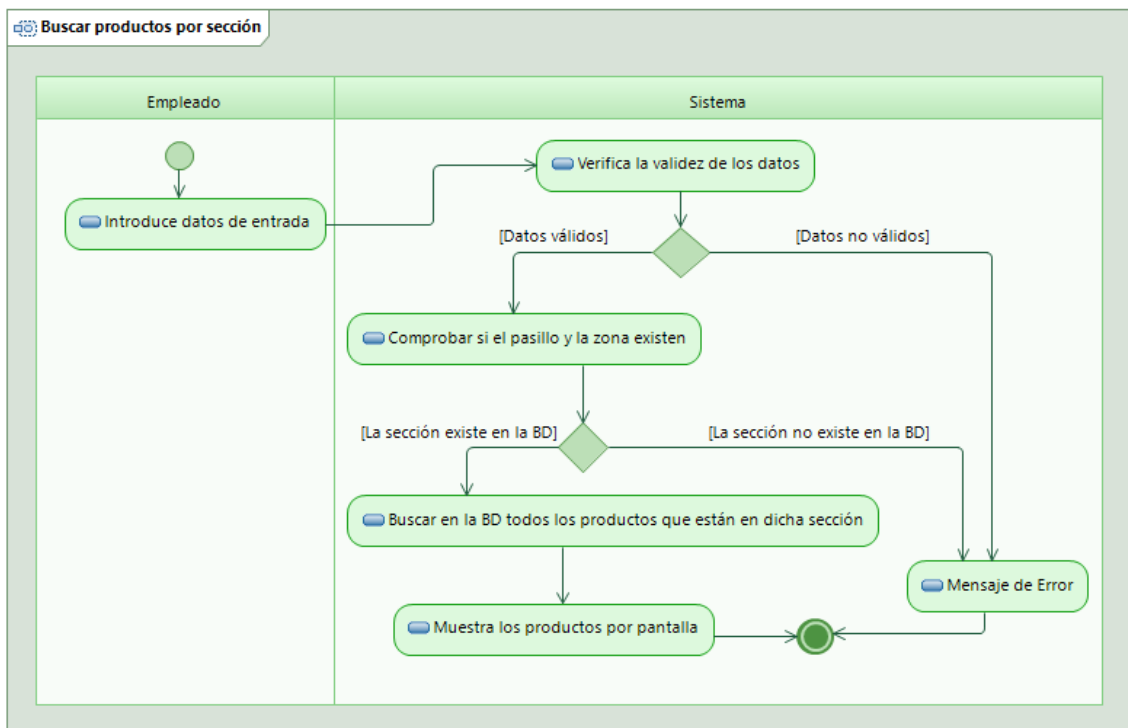 Buscar productos por sección
Empleado
Sistema
Verifica la validez de los datos
Introduce datos de entrada
[Datos válidos]
[Datos no válidos]
Comprobar si el pasillo y la zona existen
[La sección existe en la BD]
[La sección no existe en la BD]
Buscar en la BD todos los productos que están en dicha sección
Mensaje de Error
Muestra los productos por pantalla